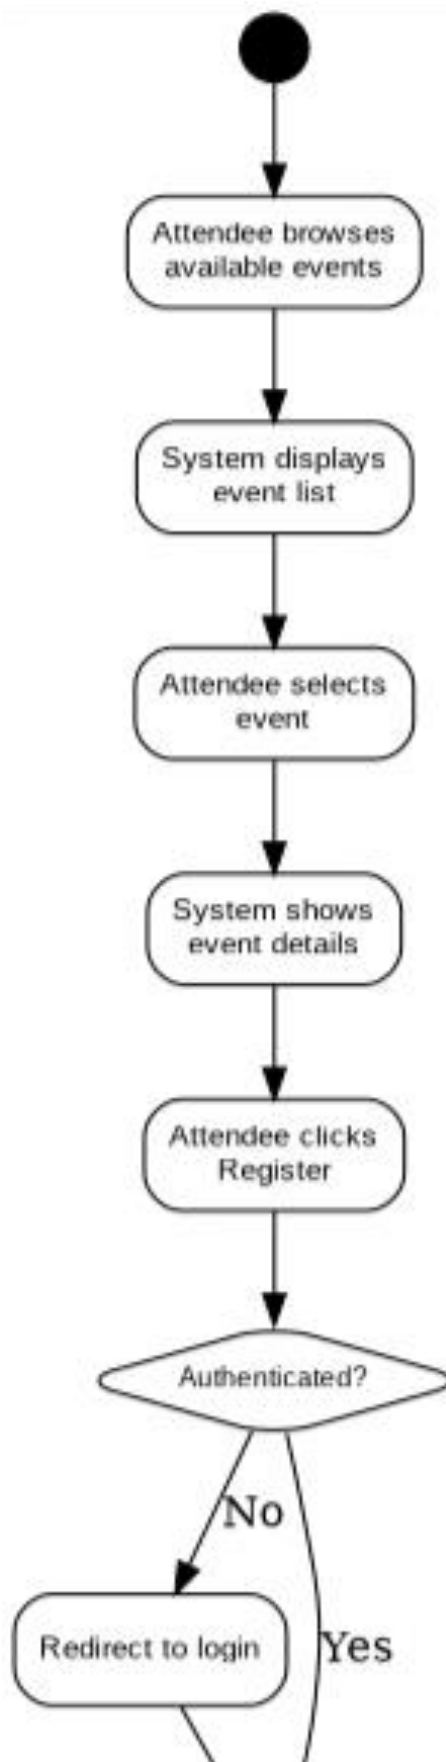 Attendee browses
available events
System displays
event list
Attendee selects
event
System shows
event details
Attendee clicks
Register
Authenticated?
No
Redirect to login
Yes